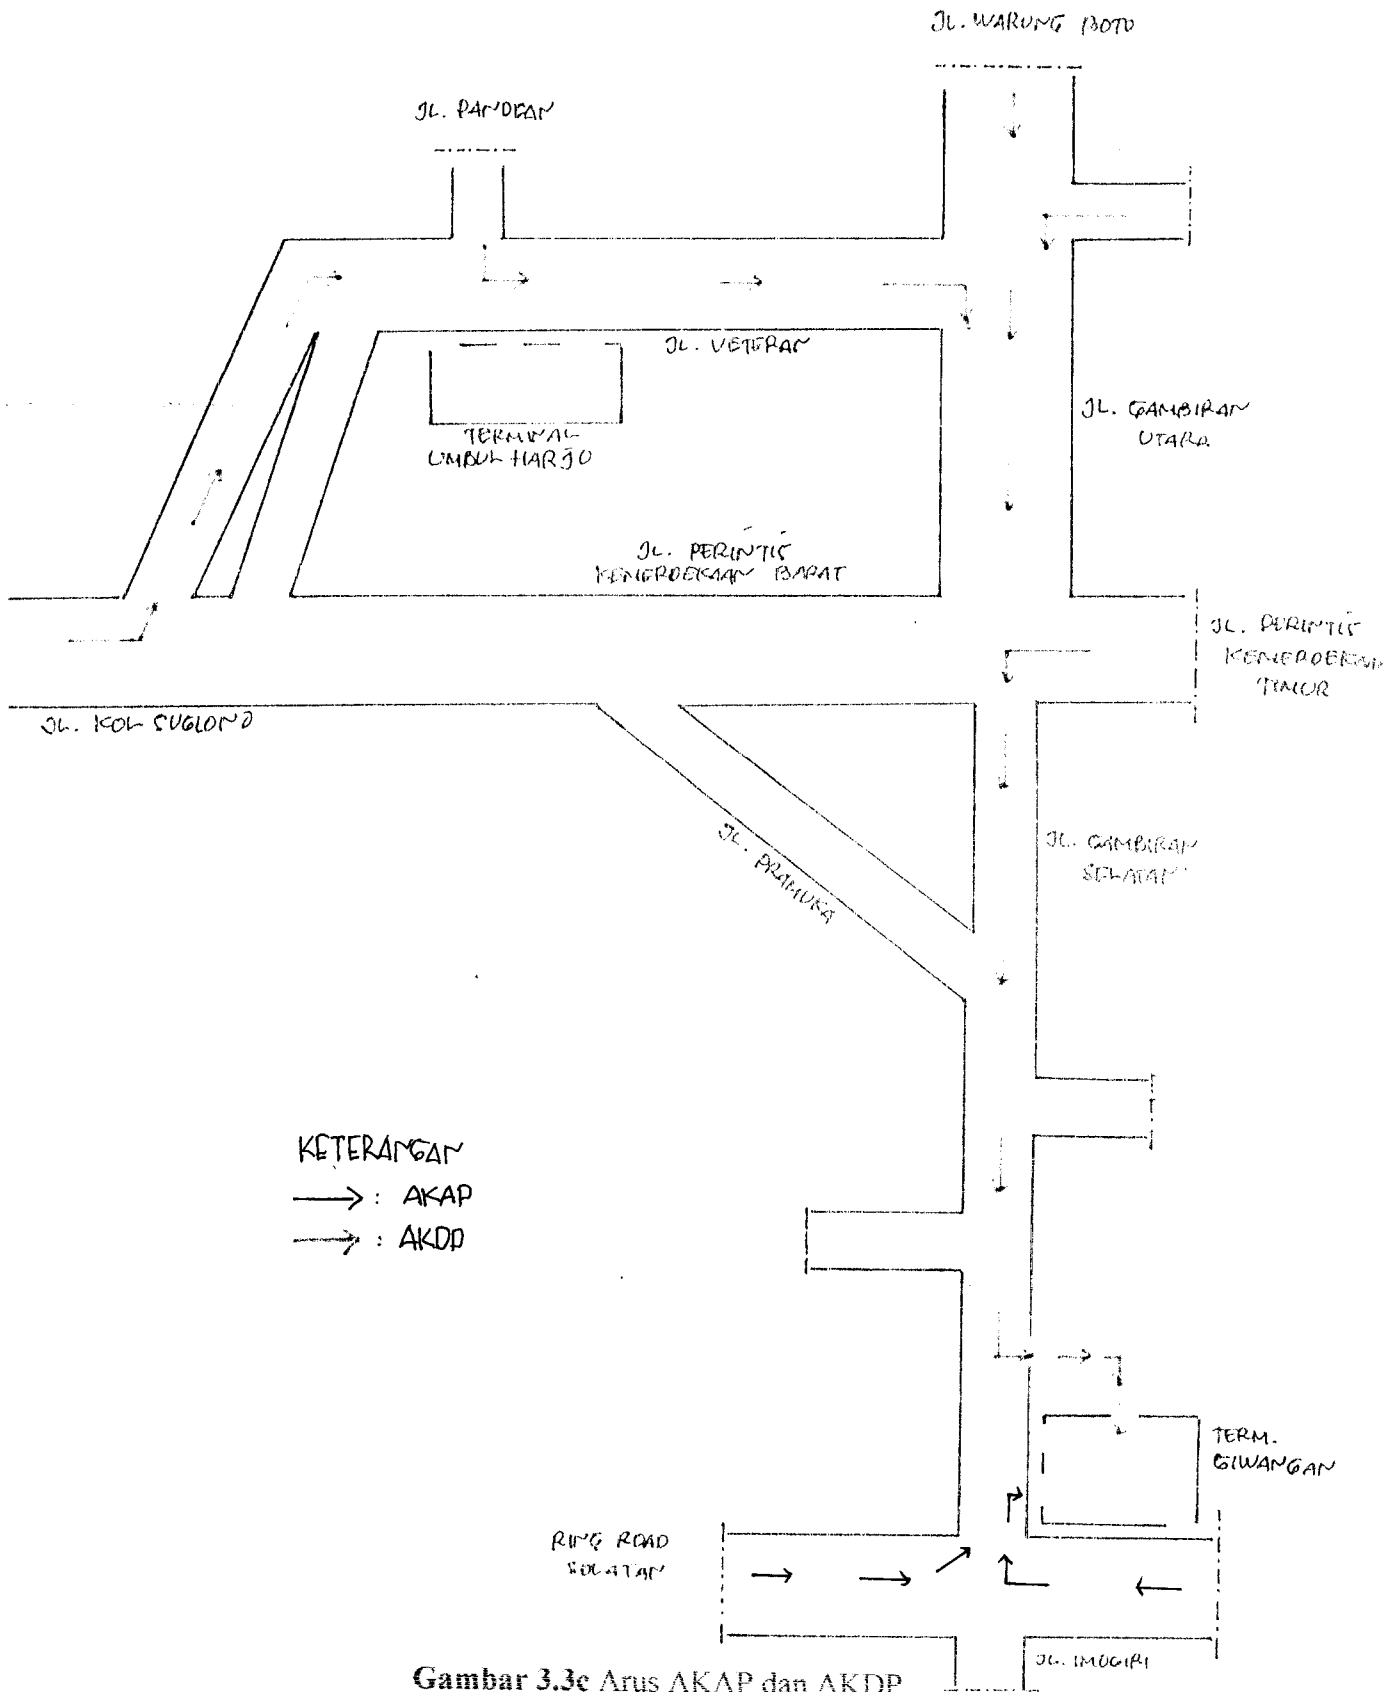 JL. WARUNG BOTO
JL. PANDEAN
JL. VETERAN
JL. GAMBIRAN
UTARA
TERMINAL
UMBUL HARJO
JL. PERINTIS
KEMERDEKAAN BARAT
JL. PERINTIS
KEMERDEKAAN
TIMUR
JL. KOL SUGIONO
JL. GAMBIRAN
SELATAN
JL. PRAMUKA
KETERANGAN
: AKAP
: AKDP
TERM.
GIWANGAN
RING ROAD
SELATAN
JL. IMOGIRI
Gambar 3.3c Arus AKAP dan AKDP